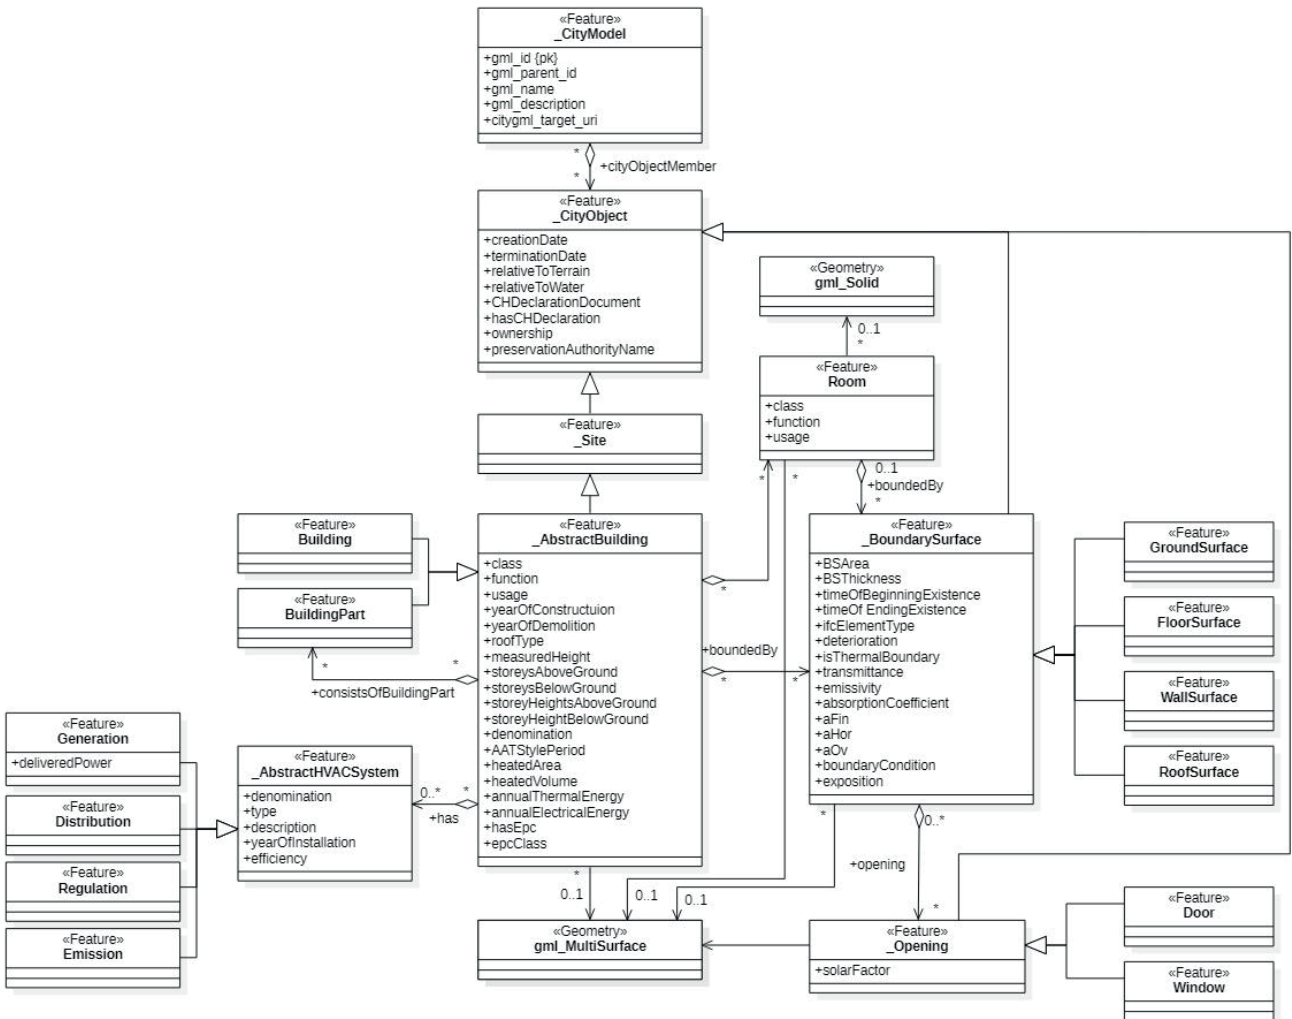 «Feature»
_CityModel
+gml_id {pk}
+gml_parent_id
+gml_name
+gml_description
+citygml_target_uri
*
+cityObjectMember
*
«Feature»
_CityObject
+creationDate
+terminationDate
+relativeToTerrain
+relativeToWater
+CHDeclarationDocument
+hasCHDeclaration
+ownership
+preservationAuthorityName
«Geometry»
gml_Solid
0..1
*
«Feature»
Room
+class
+function
+usage
«Feature»
_Site
*
*
0..1
+boundedBy
*
«Feature»
Building
«Feature»
BuildingPart
*
*
+consistsOfBuildingPart
«Feature»
_AbstractBuilding
+class
+function
+usage
+yearOfConstructuion
+yearOfDemolition
+roofType
+measuredHeight
+storeysAboveGround
+storeysBelowGround
+storeyHeightsAboveGround
+storeyHeightBelowGround
+denomination
+AATStylePeriod
+heatedArea
+heatedVolume
+annualThermalEnergy
+annualElectricalEnergy
+hasEpc
+epcClass
*
+boundedBy
*
*
«Feature»
_BoundarySurface
+BSArea
+BSThickness
+timeOfBeginningExistence
+timeOf EndingExistence
+ifcElementType
+deterioration
+isThermalBoundary
+transmittance
+emissivity
+absorptionCoefficient
+aFin
+aHor
+aOv
+boundaryCondition
+exposition
«Feature»
GroundSurface
«Feature»
FloorSurface
«Feature»
WallSurface
«Feature»
RoofSurface
«Feature»
Generation
+deliveredPower
«Feature»
Distribution
«Feature»
Regulation
«Feature»
Emission
«Feature»
_AbstractHVACSystem
+denomination
+type
+description
+yearOfInstallation
+efficiency
0..*
*
+has
*
0..1
0..1
*
0..1
0..*
+opening
*
«Geometry»
gml_MultiSurface
«Feature»
_Opening
+solarFactor
«Feature»
Door
«Feature»
Window